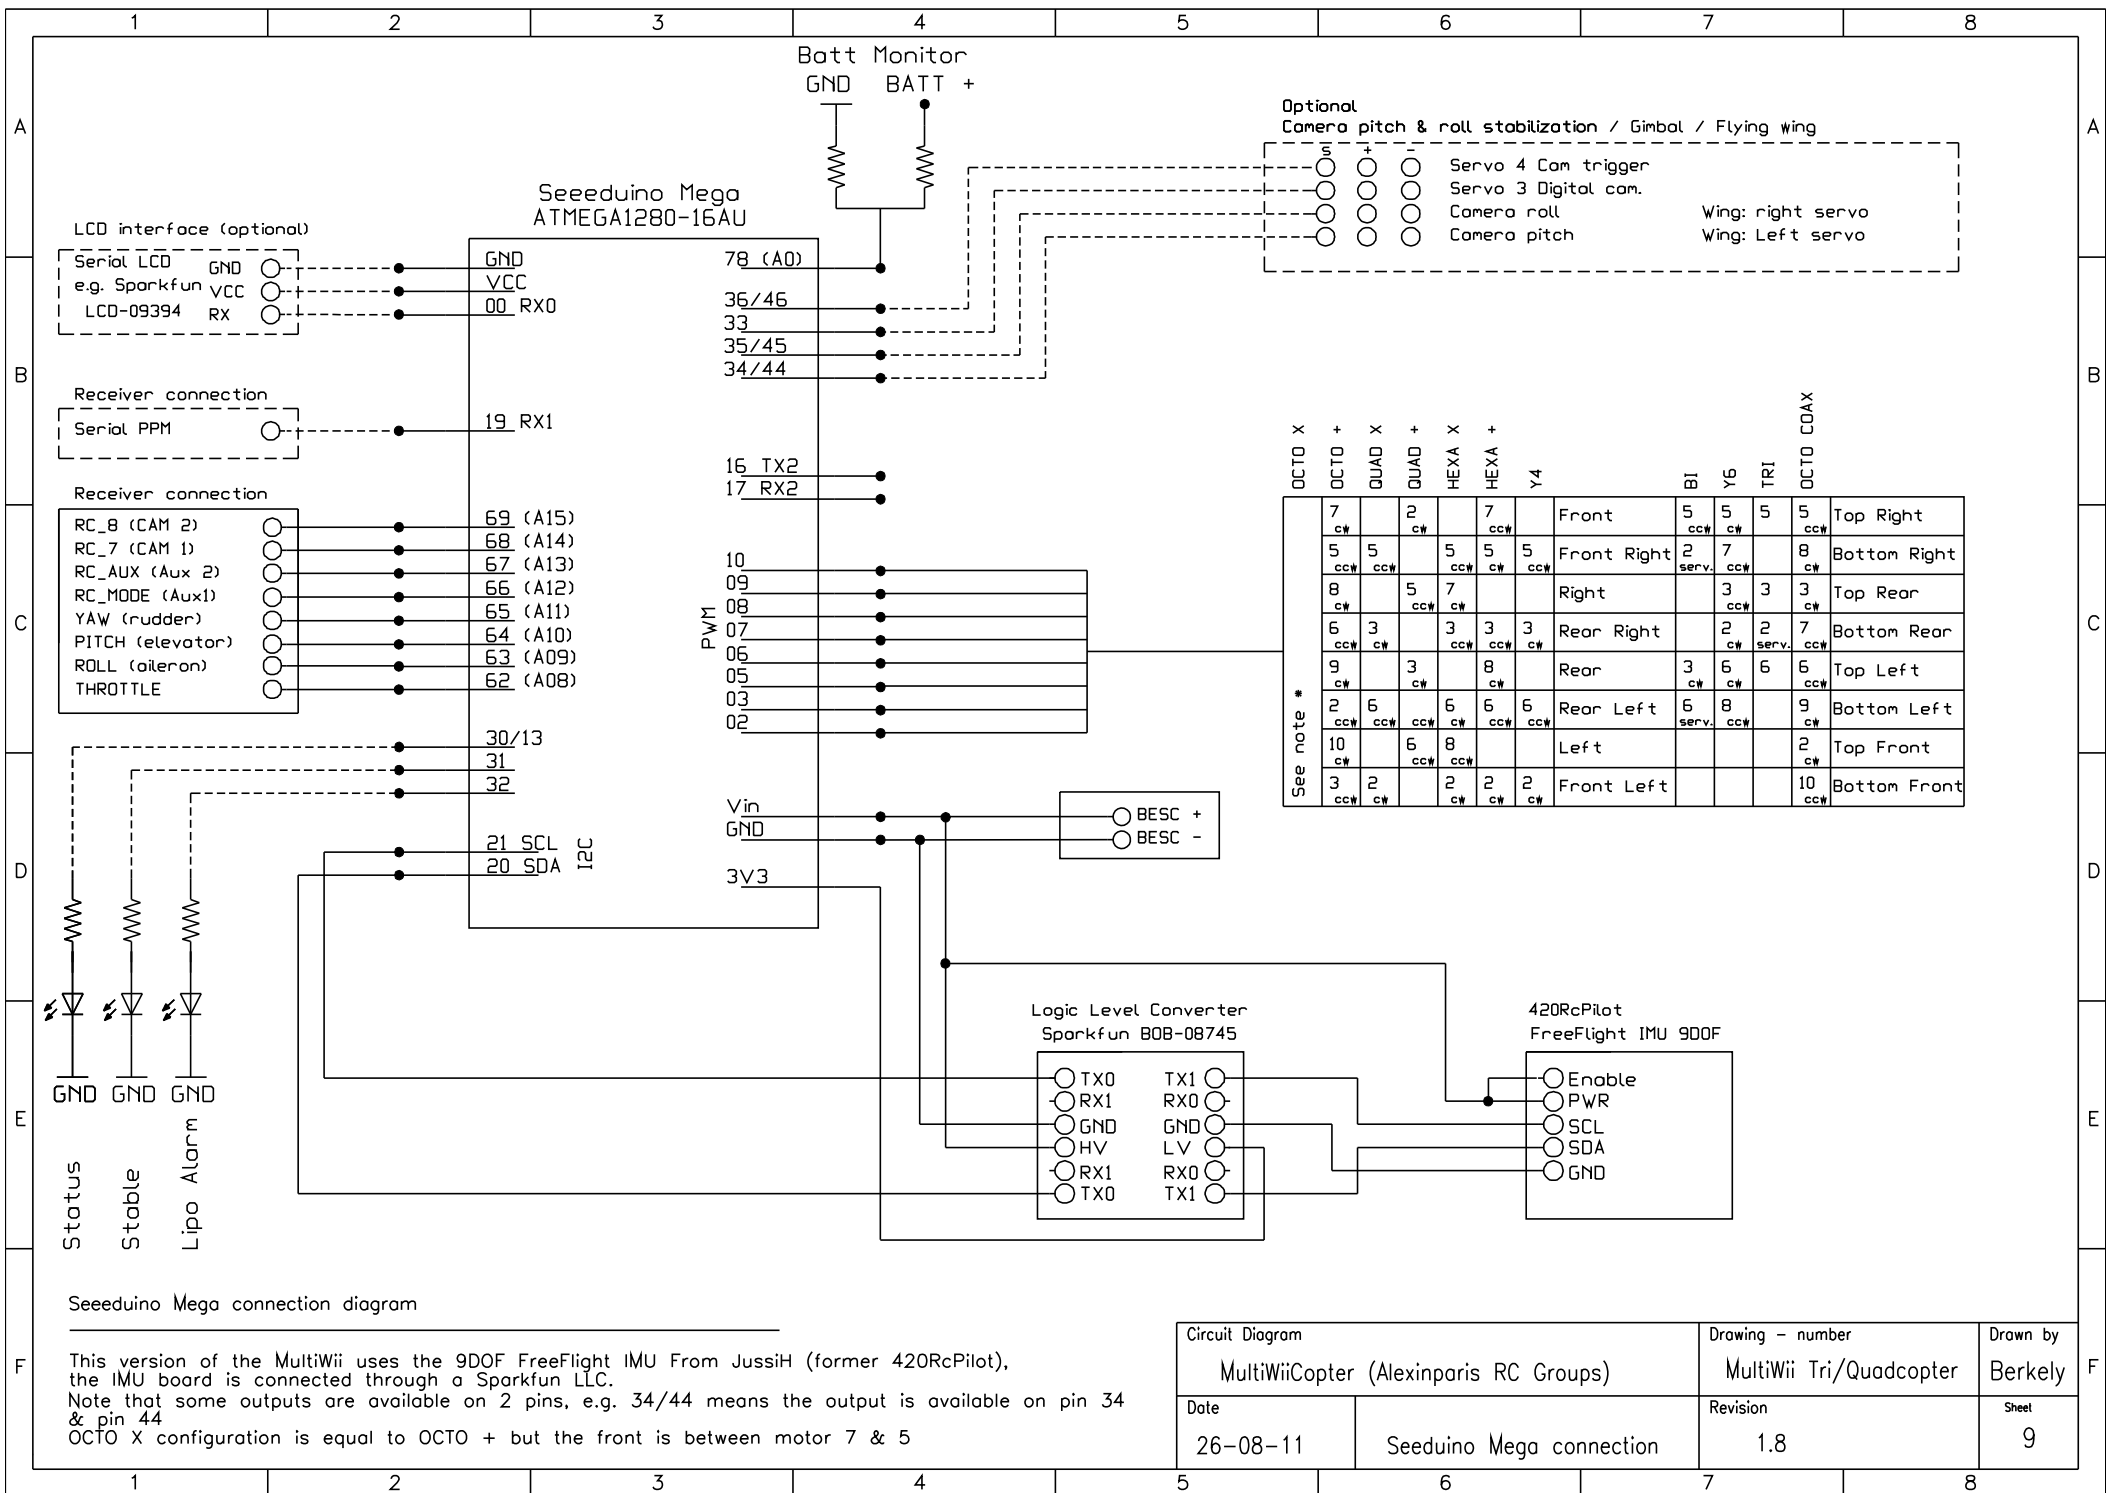 1 2 3 4 5 6 7 8
A A
B B
C C
D D
E E
F F
Batt Monitor
GND BATT +
Optional
Camera pitch & roll stabilization / Gimbal / Flying wing
S + -
Servo 4 Cam trigger
Servo 3 Digital cam.
Camera roll Wing: right servo
Camera pitch Wing: Left servo
Seeeduino Mega
ATMEGA1280-16AU
LCD interface (optional)
Serial LCD GND
e.g. Sparkfun VCC
LCD-09394 RX
GND
VCC
00 RX0
78 (A0)
36/46
33
35/45
34/44
Receiver connection
Serial PPM
19 RX1
16 TX2
17 RX2
Receiver connection
RC_8 (CAM 2)
RC_7 (CAM 1)
RC_AUX (Aux 2)
RC_MODE (Aux1)
YAW (rudder)
PITCH (elevator)
ROLL (aileron)
THROTTLE
69 (A15)
68 (A14)
67 (A13)
66 (A12)
65 (A11)
64 (A10)
63 (A09)
62 (A08)
PWM
10
09
08
07
06
05
03
02
30/13
31
32
21 SCL
20 SDA
I2C
Vin
GND
3V3
BESC +
BESC -
OCTO X OCTO + QUAD X QUAD + HEXA X HEXA + Y4 BI Y6 TRI OCTO COAX
See note *
7 cw 2 cw 7 ccw Front 5 ccw 5 cw 5 5 ccw Top Right
5 ccw 5 ccw 5 ccw 5 cw 5 ccw Front Right 2 serv. 7 ccw 8 cw Bottom Right
8 cw 5 ccw 7 cw Right 3 ccw 3 3 cw Top Rear
6 ccw 3 cw 3 ccw 3 ccw 3 cw Rear Right 2 cw 2 serv. 7 ccw Bottom Rear
9 cw 3 cw 8 cw Rear 3 cw 6 cw 6 6 ccw Top Left
2 ccw 6 ccw ccw 6 cw 6 ccw 6 ccw Rear Left 6 serv. 8 ccw 9 cw Bottom Left
10 cw 6 ccw 8 ccw Left 2 cw Top Front
3 ccw 2 cw 2 cw 2 cw 2 cw Front Left 10 ccw Bottom Front
GND GND GND
Status
Stable
Lipo Alarm
Logic Level Converter
Sparkfun BOB-08745
TX0 TX1
RX1 RX0
GND GND
HV LV
RX1 RX0
TX0 TX1
420RcPilot
FreeFlight IMU 9DOF
Enable
PWR
SCL
SDA
GND
Seeeduino Mega connection diagram
This version of the MultiWii uses the 9DOF FreeFlight IMU From JussiH (former 420RcPilot),
the IMU board is connected through a Sparkfun LLC.
Note that some outputs are available on 2 pins, e.g. 34/44 means the output is available on pin 34
& pin 44
OCTO X configuration is equal to OCTO + but the front is between motor 7 & 5
Circuit Diagram
MultiWiiCopter (Alexinparis RC Groups)
Drawing - number
MultiWii Tri/Quadcopter
Drawn by
Berkely
Date
26-08-11
Seeduino Mega connection
Revision
1.8
Sheet
9
1 2 3 4 5 6 7 8